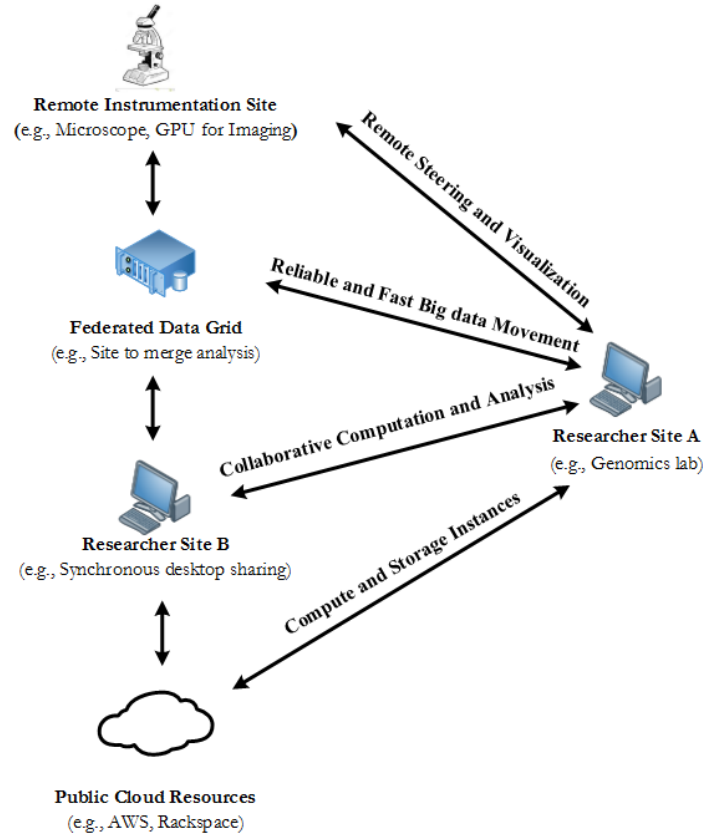 Remote Instrumentation Site
(e.g., Microscope, GPU for Imaging)
Remote Steering and Visualization
Reliable and Fast Big data Movement
Federated Data Grid
(e.g., Site to merge analysis)
Collaborative Computation and Analysis
Researcher Site A
(e.g., Genomics lab)
Researcher Site B
(e.g., Synchronous desktop sharing)
Compute and Storage Instances
Public Cloud Resources
(e.g., AWS, Rackspace)